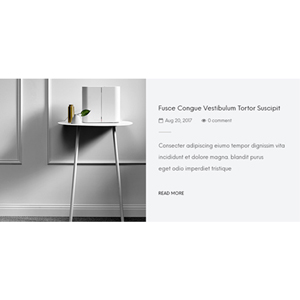 Fusce Congue Vestibulum Tortor Suscipit
Aug 20, 2017 0 comment
Consecter adipiscing eiumo tempor dignissim vita
incididunt et dolore magna. blandit purus
eget odio imperdiet tristique
READ MORE